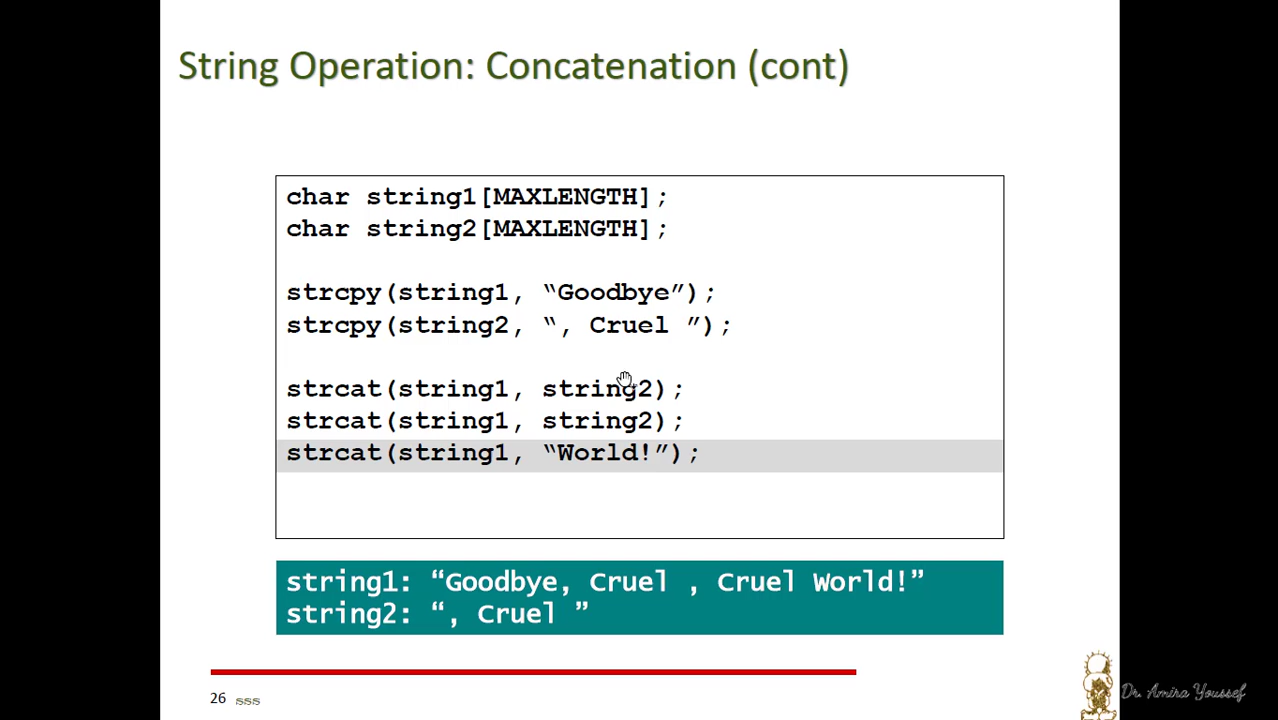 String Operation: Concatenation (cont)
char string1[MAXLENGTH];
char string2[MAXLENGTH];
strcpy(string1, “Goodbye”);
strcpy(string2, “, Cruel ”);
strcat(string1, string2);
strcat(string1, string2);
strcat(string1, “World!”);
string1: “Goodbye, Cruel , Cruel World!”
string2: “, Cruel ”
26 sss
Dr. Amira Youssef